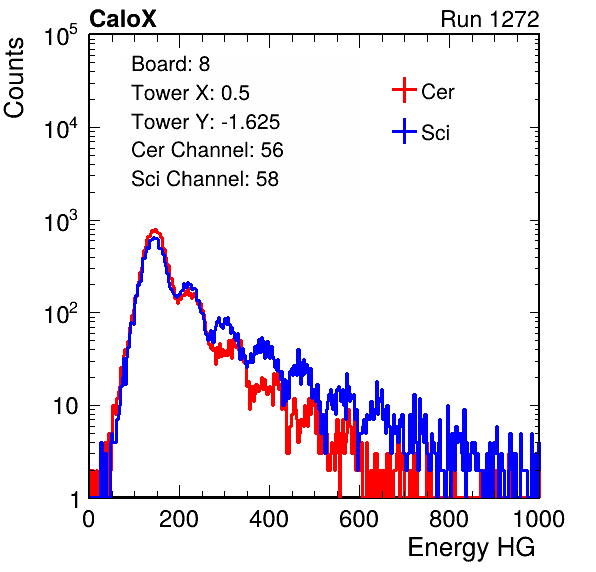 CaloX Run 1272
Counts
Board: 8
Tower X: 0.5
Tower Y: -1.625
Cer Channel: 56
Sci Channel: 58
Cer
Sci
10^5
10^4
10^3
10^2
10
1
0 200 400 600 800 1000
Energy HG